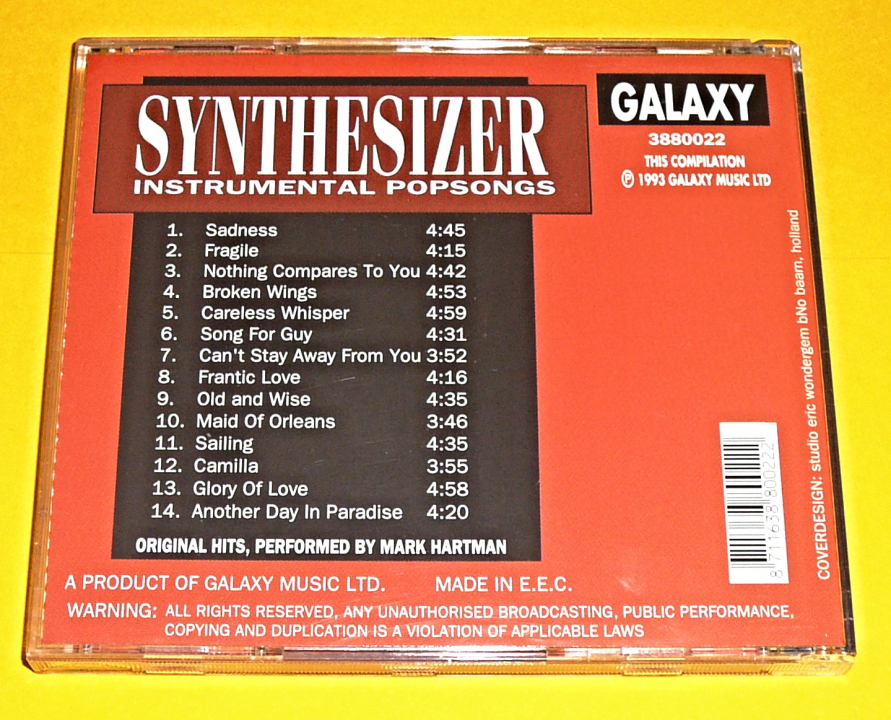 SYNTHESIZER
INSTRUMENTAL POPSONGS
GALAXY
3880022
THIS COMPILATION
℗ 1993 GALAXY MUSIC LTD
1. Sadness 4:45
2. Fragile 4:15
3. Nothing Compares To You 4:42
4. Broken Wings 4:53
5. Careless Whisper 4:59
6. Song For Guy 4:31
7. Can't Stay Away From You 3:52
8. Frantic Love 4:16
9. Old and Wise 4:35
10. Maid Of Orleans 3:46
11. Sailing 4:35
12. Camilla 3:55
13. Glory Of Love 4:58
14. Another Day In Paradise 4:20
ORIGINAL HITS, PERFORMED BY MARK HARTMAN
A PRODUCT OF GALAXY MUSIC LTD. MADE IN E.E.C.
WARNING: ALL RIGHTS RESERVED, ANY UNAUTHORISED BROADCASTING, PUBLIC PERFORMANCE,
COPYING AND DUPLICATION IS A VIOLATION OF APPLICABLE LAWS
8 711638 800222
COVERDESIGN: studio eric wondergem bNo baarn, holland